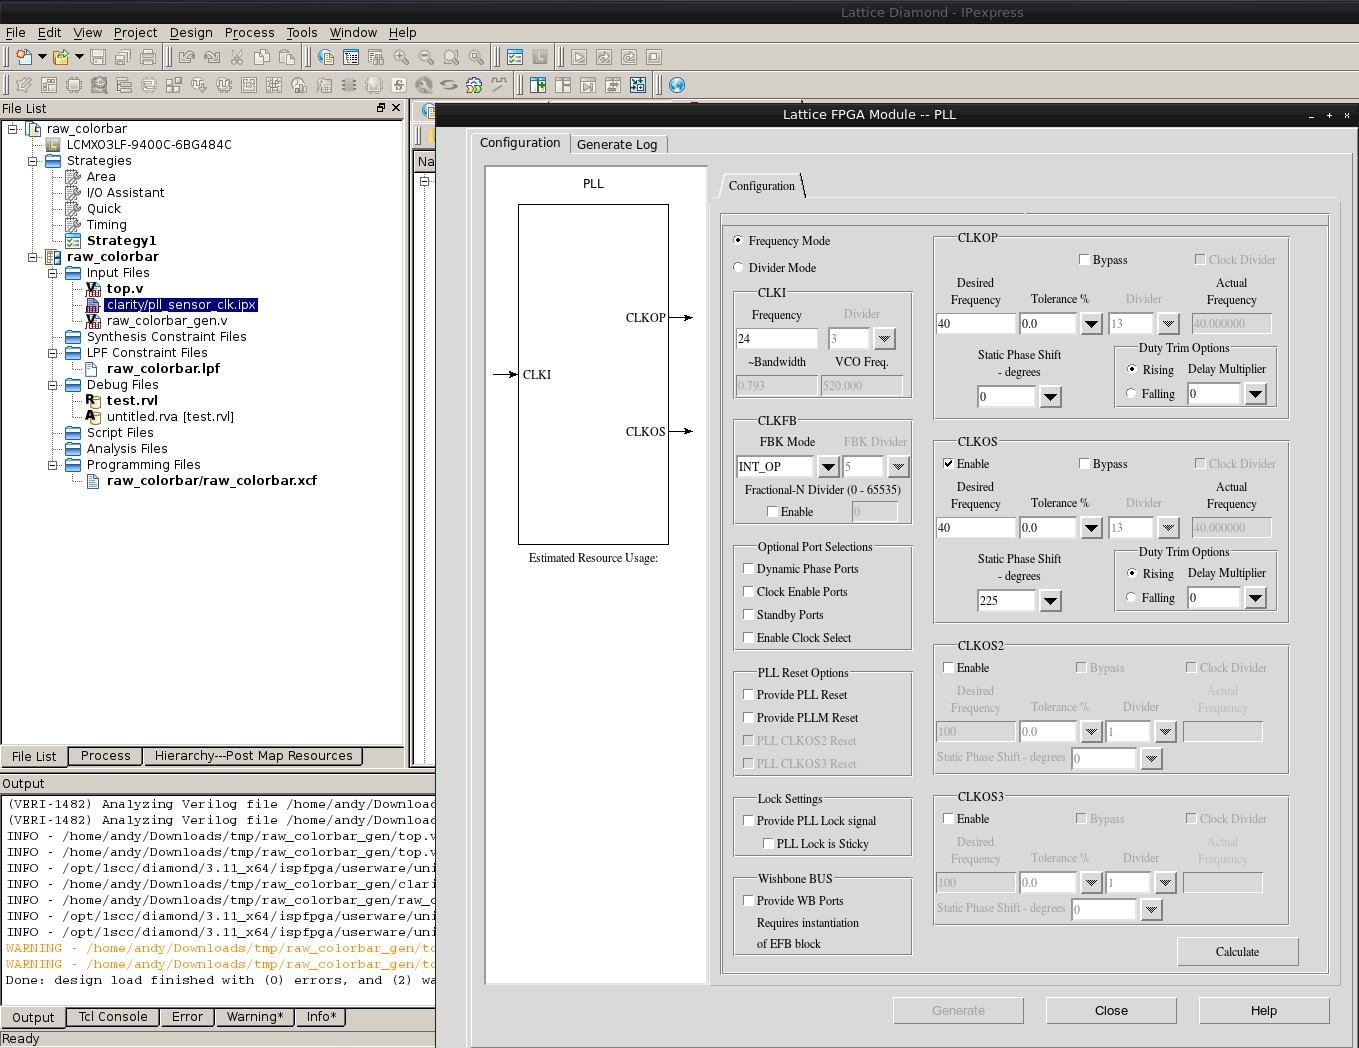 Lattice Diamond - IPexpress
File Edit View Project Design Process Tools Window Help
File List
raw_colorbar
LCMXO3LF-9400C-6BG484C
Strategies
Area
I/O Assistant
Quick
Timing
Strategy1
raw_colorbar
Input Files
top.v
clarity/pll_sensor_clk.ipx
raw_colorbar_gen.v
Synthesis Constraint Files
LPF Constraint Files
raw_colorbar.lpf
Debug Files
test.rvl
untitled.rva [test.rvl]
Script Files
Analysis Files
Programming Files
raw_colorbar/raw_colorbar.xcf
File List Process Hierarchy---Post Map Resources
Output
(VERI-1482) Analyzing Verilog file /home/andy/Downloads
(VERI-1482) Analyzing Verilog file /home/andy/Downloads
INFO - /home/andy/Downloads/tmp/raw_colorbar_gen/top.v
INFO - /home/andy/Downloads/tmp/raw_colorbar_gen/top.v
INFO - /opt/lscc/diamond/3.11_x64/ispfpga/userware/uni
INFO - /home/andy/Downloads/tmp/raw_colorbar_gen/clari
INFO - /home/andy/Downloads/tmp/raw_colorbar_gen/raw_c
INFO - /opt/lscc/diamond/3.11_x64/ispfpga/userware/uni
INFO - /opt/lscc/diamond/3.11_x64/ispfpga/userware/uni
WARNING - /home/andy/Downloads/tmp/raw_colorbar_gen/to
WARNING - /home/andy/Downloads/tmp/raw_colorbar_gen/to
Done: design load finished with (0) errors, and (2) wa
Output Tcl Console Error Warning* Info*
Ready
Na
Lattice FPGA Module -- PLL
Configuration Generate Log
PLL
CLKI
CLKOP
CLKOS
Estimated Resource Usage:
Configuration
Frequency Mode
Divider Mode
CLKI
Frequency Divider
24 3
~Bandwidth VCO Freq.
0.793 520.000
CLKFB
FBK Mode FBK Divider
INT_OP 5
Fractional-N Divider (0 - 65535)
Enable 0
Optional Port Selections
Dynamic Phase Ports
Clock Enable Ports
Standby Ports
Enable Clock Select
PLL Reset Options
Provide PLL Reset
Provide PLLM Reset
PLL CLKOS2 Reset
PLL CLKOS3 Reset
Lock Settings
Provide PLL Lock signal
PLL Lock is Sticky
Wishbone BUS
Provide WB Ports
Requires instantiation
of EFB block
CLKOP
Bypass Clock Divider
Desired Actual
Frequency Tolerance % Divider Frequency
40 0.0 13 40.000000
Static Phase Shift Duty Trim Options
- degrees Rising Delay Multiplier
0 Falling 0
CLKOS
Enable Bypass Clock Divider
Desired Actual
Frequency Tolerance % Divider Frequency
40 0.0 13 40.000000
Static Phase Shift Duty Trim Options
- degrees Rising Delay Multiplier
225 Falling 0
CLKOS2
Enable Bypass Clock Divider
Desired Actual
Frequency Tolerance % Divider Frequency
100 0.0 1
Static Phase Shift - degrees 0
CLKOS3
Enable Bypass Clock Divider
Desired Actual
Frequency Tolerance % Divider Frequency
100 0.0 1
Static Phase Shift - degrees 0
Calculate
Generate Close Help